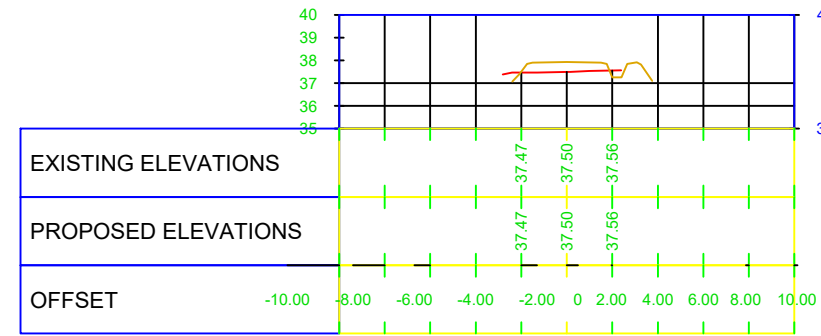 40
39
38
37
36
35
4
3
EXISTING ELEVATIONS 37.47 37.50 37.56
PROPOSED ELEVATIONS 37.47 37.50 37.56
OFFSET -10.00 -8.00 -6.00 -4.00 -2.00 0 2.00 4.00 6.00 8.00 10.00